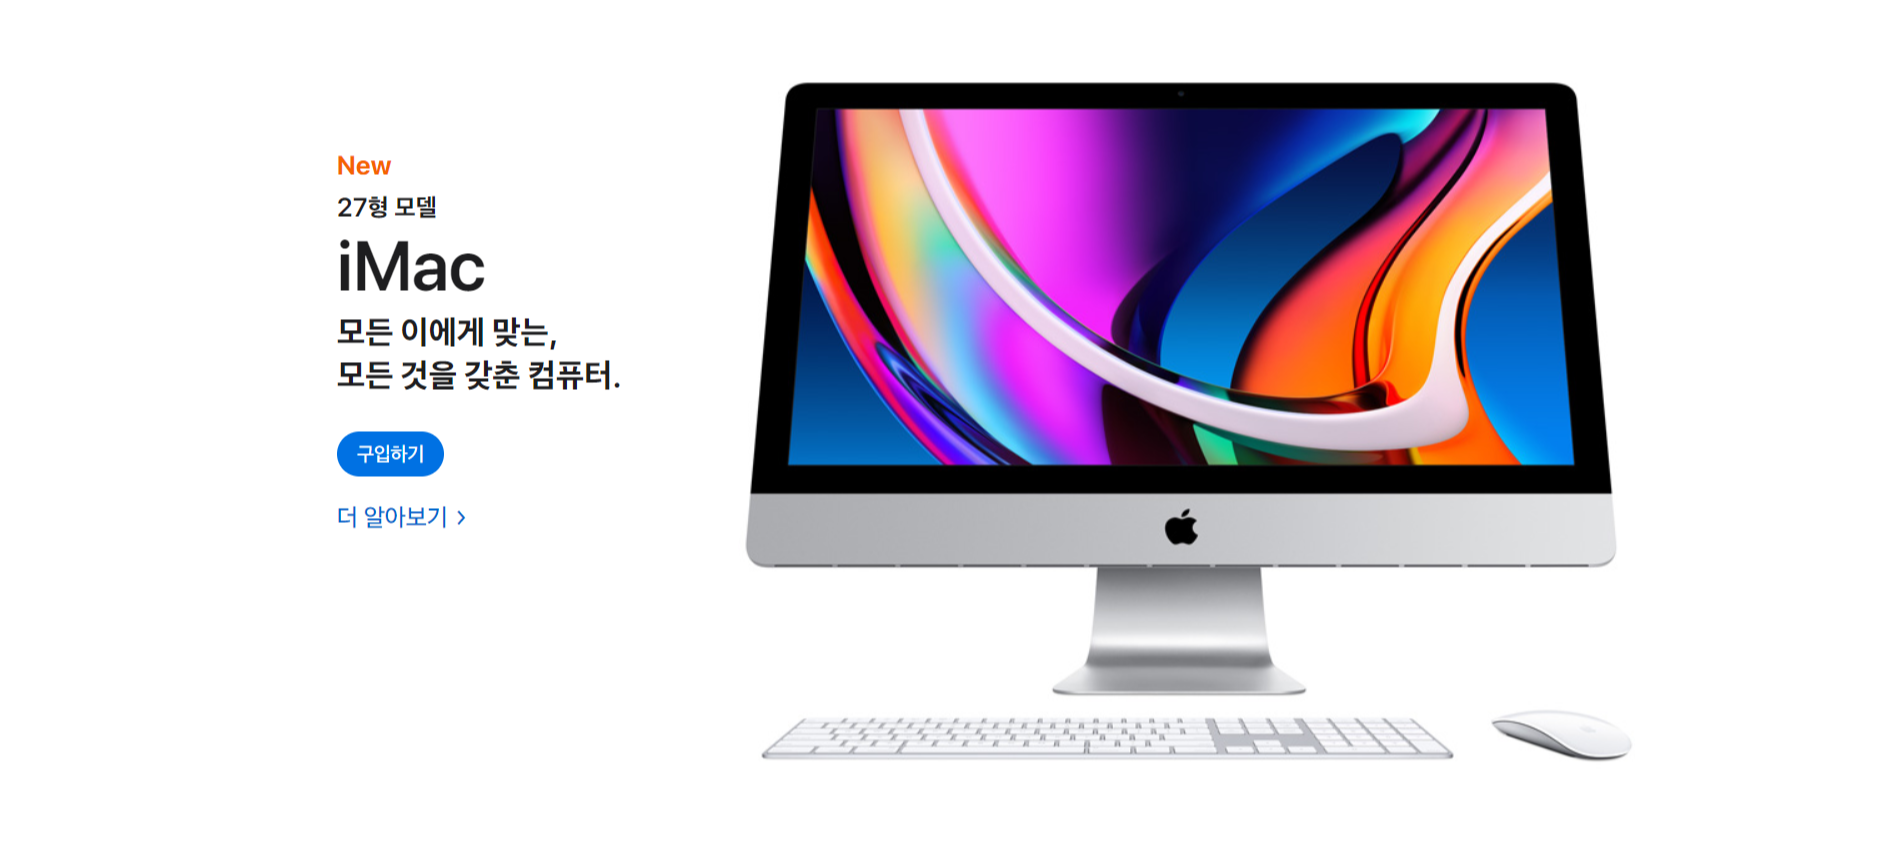 New
27형 모델
iMac
모든 이에게 맞는,
모든 것을 갖춘 컴퓨터.
구입하기
더 알아보기 >